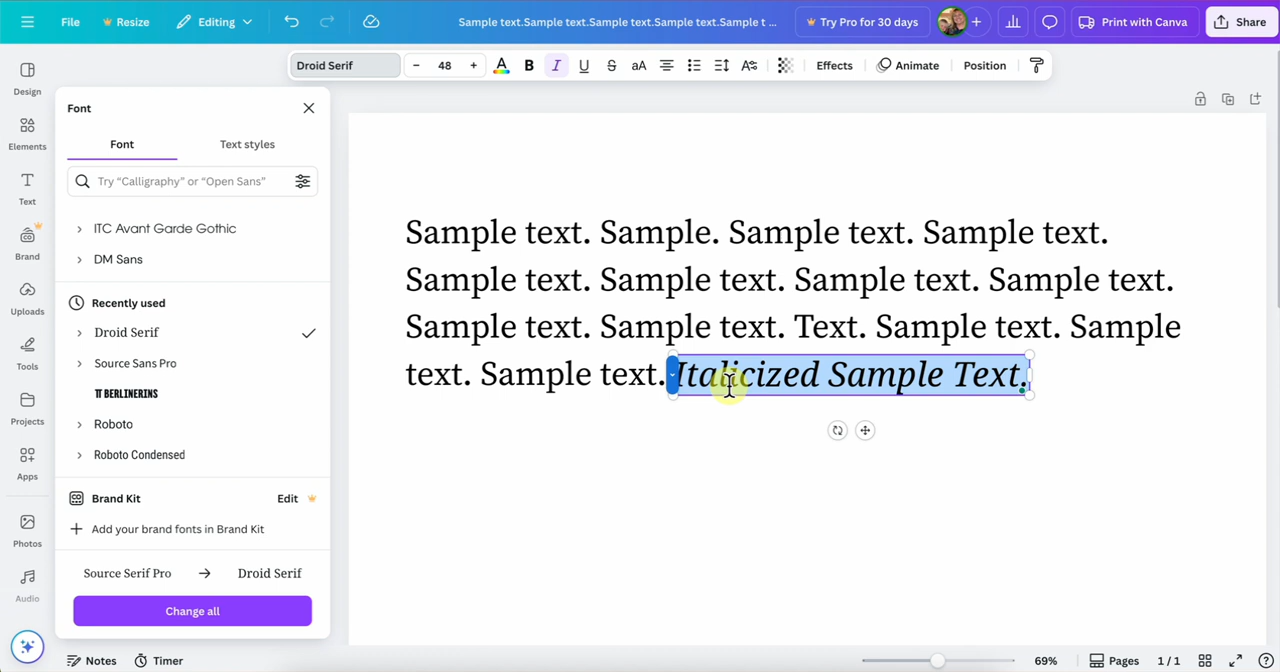 File
Resize
Editing
Sample text.Sample text.Sample text.Sample text.Sample t ...
Try Pro for 30 days
Print with Canva
Share
Droid Serif
− 48 +
A
B
I
U
S
aA
Effects
Animate
Position
Design
Elements
Text
Brand
Uploads
Tools
Projects
Apps
Photos
Audio
Font
Font
Text styles
Try “Calligraphy” or “Open Sans”
ITC Avant Garde Gothic
DM Sans
Recently used
Droid Serif
Source Sans Pro
TT BERLINERINS
Roboto
Roboto Condensed
Brand Kit
Edit
Add your brand fonts in Brand Kit
Source Serif Pro → Droid Serif
Change all
Sample text. Sample. Sample text. Sample text.
Sample text. Sample text. Sample text. Sample text.
Sample text. Sample text. Text. Sample text. Sample
text. Sample text. Italicized Sample Text.
Notes
Timer
69%
Pages
1 / 1